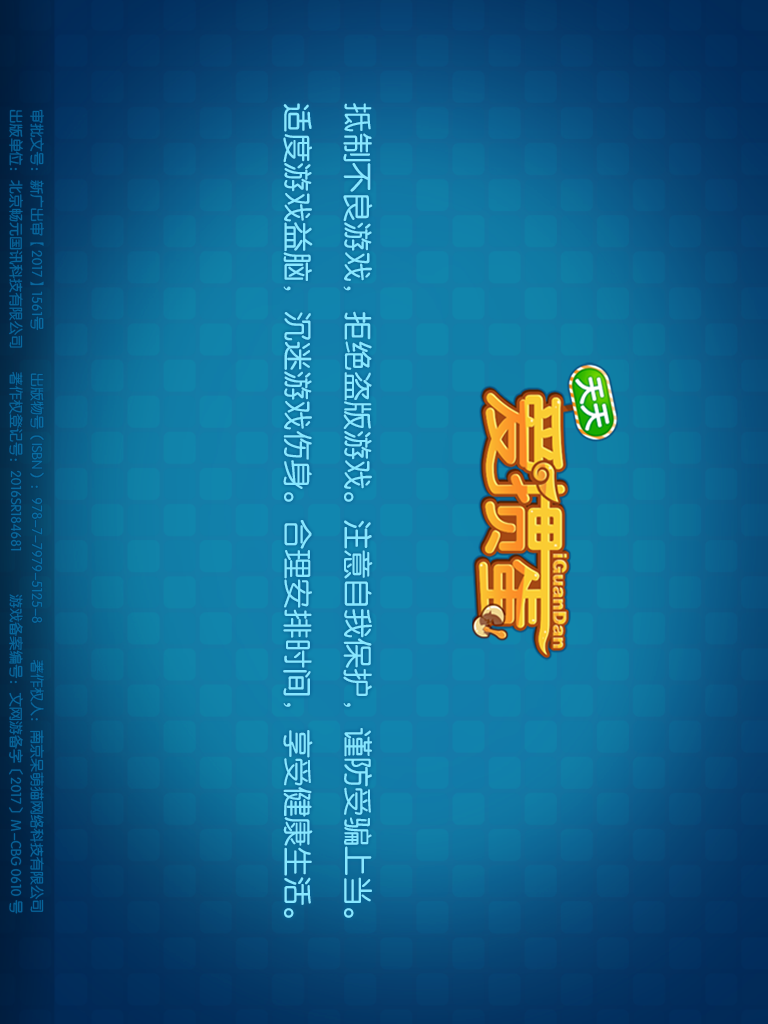 天天
爱掼蛋
iGuanDan
抵制不良游戏，拒绝盗版游戏。注意自我保护，谨防受骗上当。
适度游戏益脑，沉迷游戏伤身。合理安排时间，享受健康生活。
审批文号：新广出审【2017】1561号 出版物号（ISBN）：978-7-7979-5125-8 著作权人：南京呆萌猫网络科技有限公司
出版单位：北京畅元国讯科技有限公司 著作权登记号：2016SR184681 游戏备案编号：文网游备字〔2017〕M-CBG 0610 号